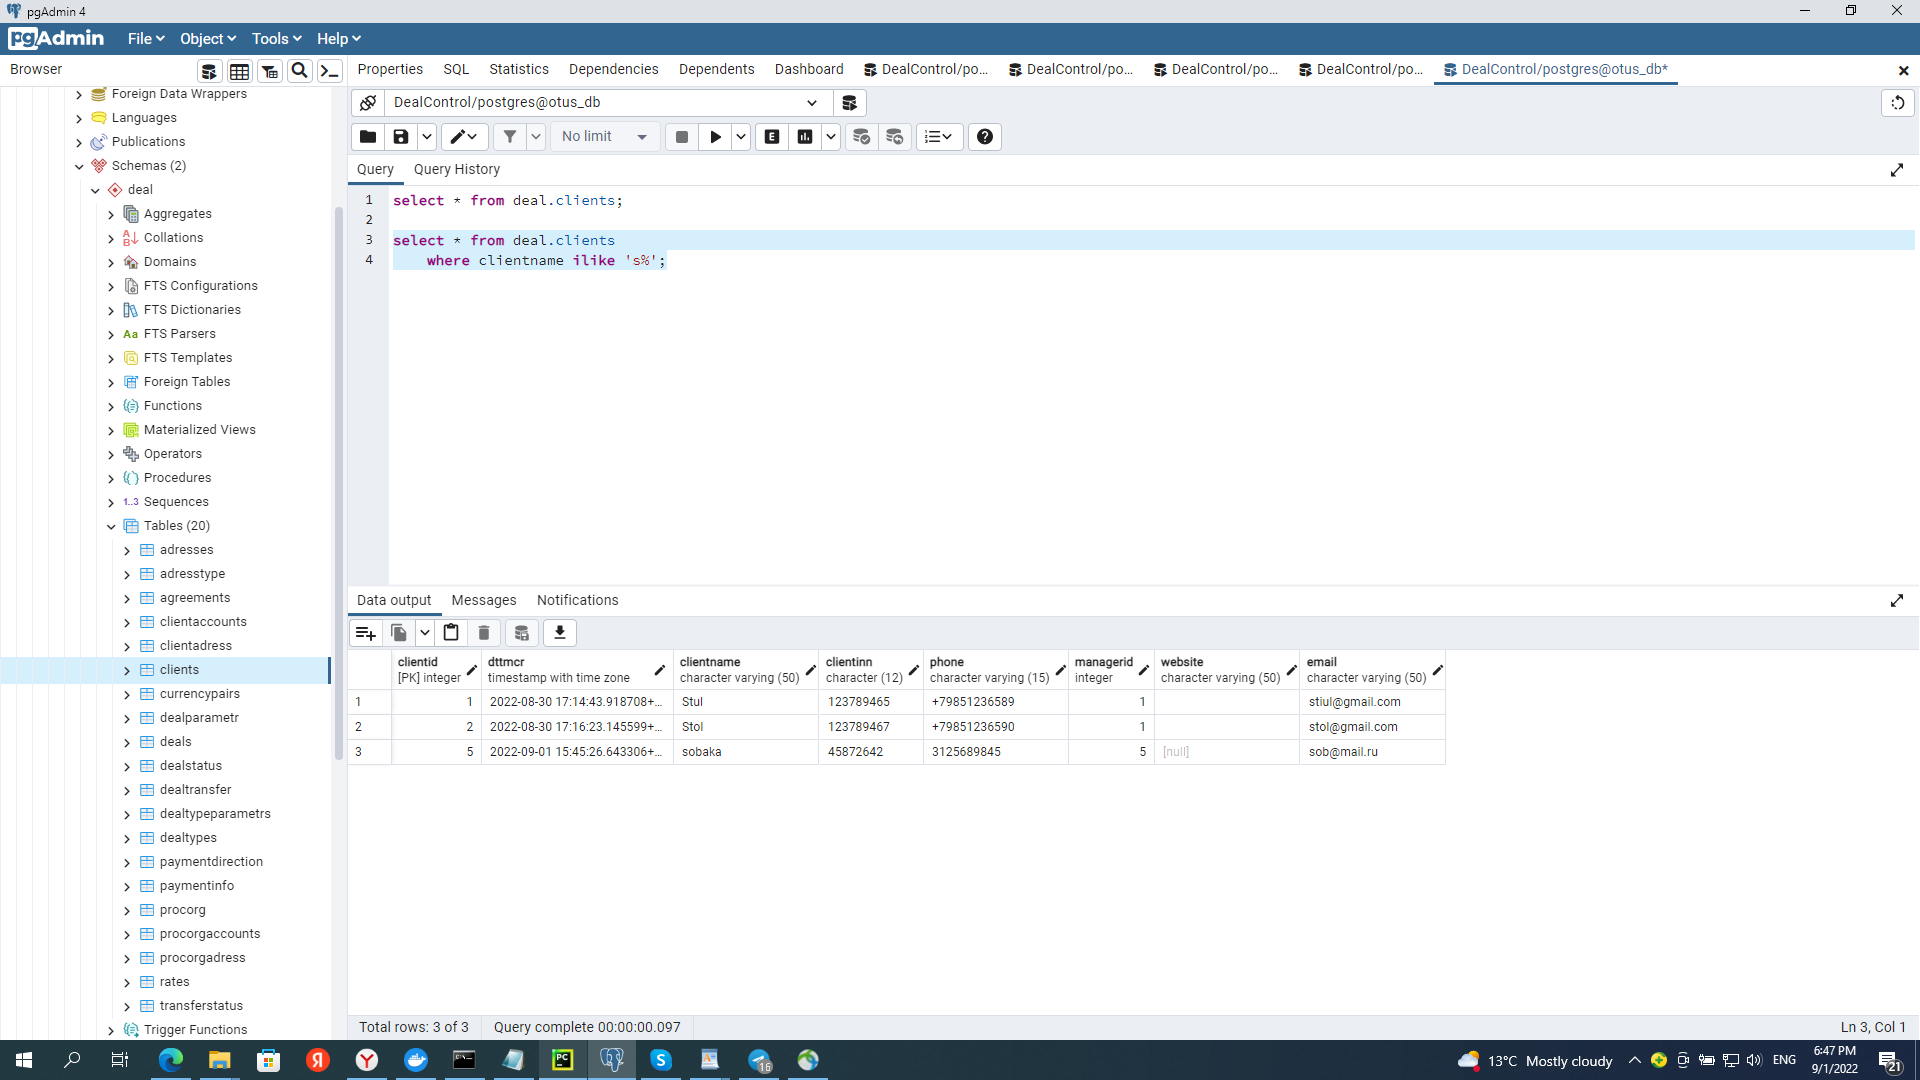 pgAdmin 4
pgAdmin File Object Tools Help
Browser
Properties SQL Statistics Dependencies Dependents Dashboard DealControl/po... DealControl/po... DealControl/po... DealControl/po... DealControl/postgres@otus_db*
DealControl/postgres@otus_db
No limit
E
Query Query History
1 select * from deal.clients;
2
3 select * from deal.clients
4 where clientname ilike 's%';
Foreign Data Wrappers
Languages
Publications
Schemas (2)
deal
Aggregates
Collations
Domains
FTS Configurations
FTS Dictionaries
Aa FTS Parsers
FTS Templates
Foreign Tables
Functions
Materialized Views
Operators
Procedures
1..3 Sequences
Tables (20)
adresses
adresstype
agreements
clientaccounts
clientadress
clients
currencypairs
dealparametr
deals
dealstatus
dealtransfer
dealtypeparametrs
dealtypes
paymentdirection
paymentinfo
procorg
procorgaccounts
procorgadress
rates
transferstatus
Trigger Functions
Data output Messages Notifications
clientid dttmcr clientname clientinn phone managerid website email
[PK] integer timestamp with time zone character varying (50) character (12) character varying (15) integer character varying (50) character varying (50)
1 1 2022-08-30 17:14:43.918708+... Stul 123789465 +79851236589 1 stiul@gmail.com
2 2 2022-08-30 17:16:23.145599+... Stol 123789467 +79851236590 1 stol@gmail.com
3 5 2022-09-01 15:45:26.643306+... sobaka 45872642 3125689845 5 [null] sob@mail.ru
Total rows: 3 of 3 Query complete 00:00:00.097 Ln 3, Col 1
Я Y PC S 16 13°C Mostly cloudy ENG 6:47 PM 21
9/1/2022